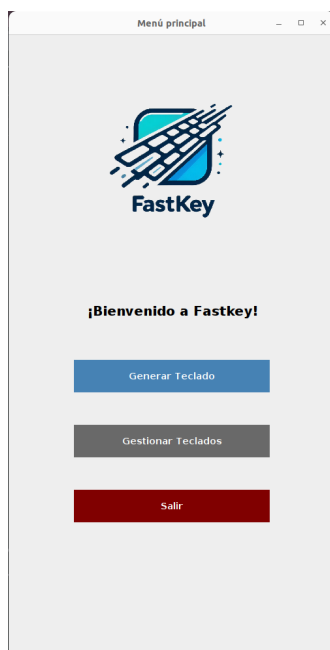 Menú principal
FastKey
¡Bienvenido a Fastkey!
Generar Teclado
Gestionar Teclados
Salir